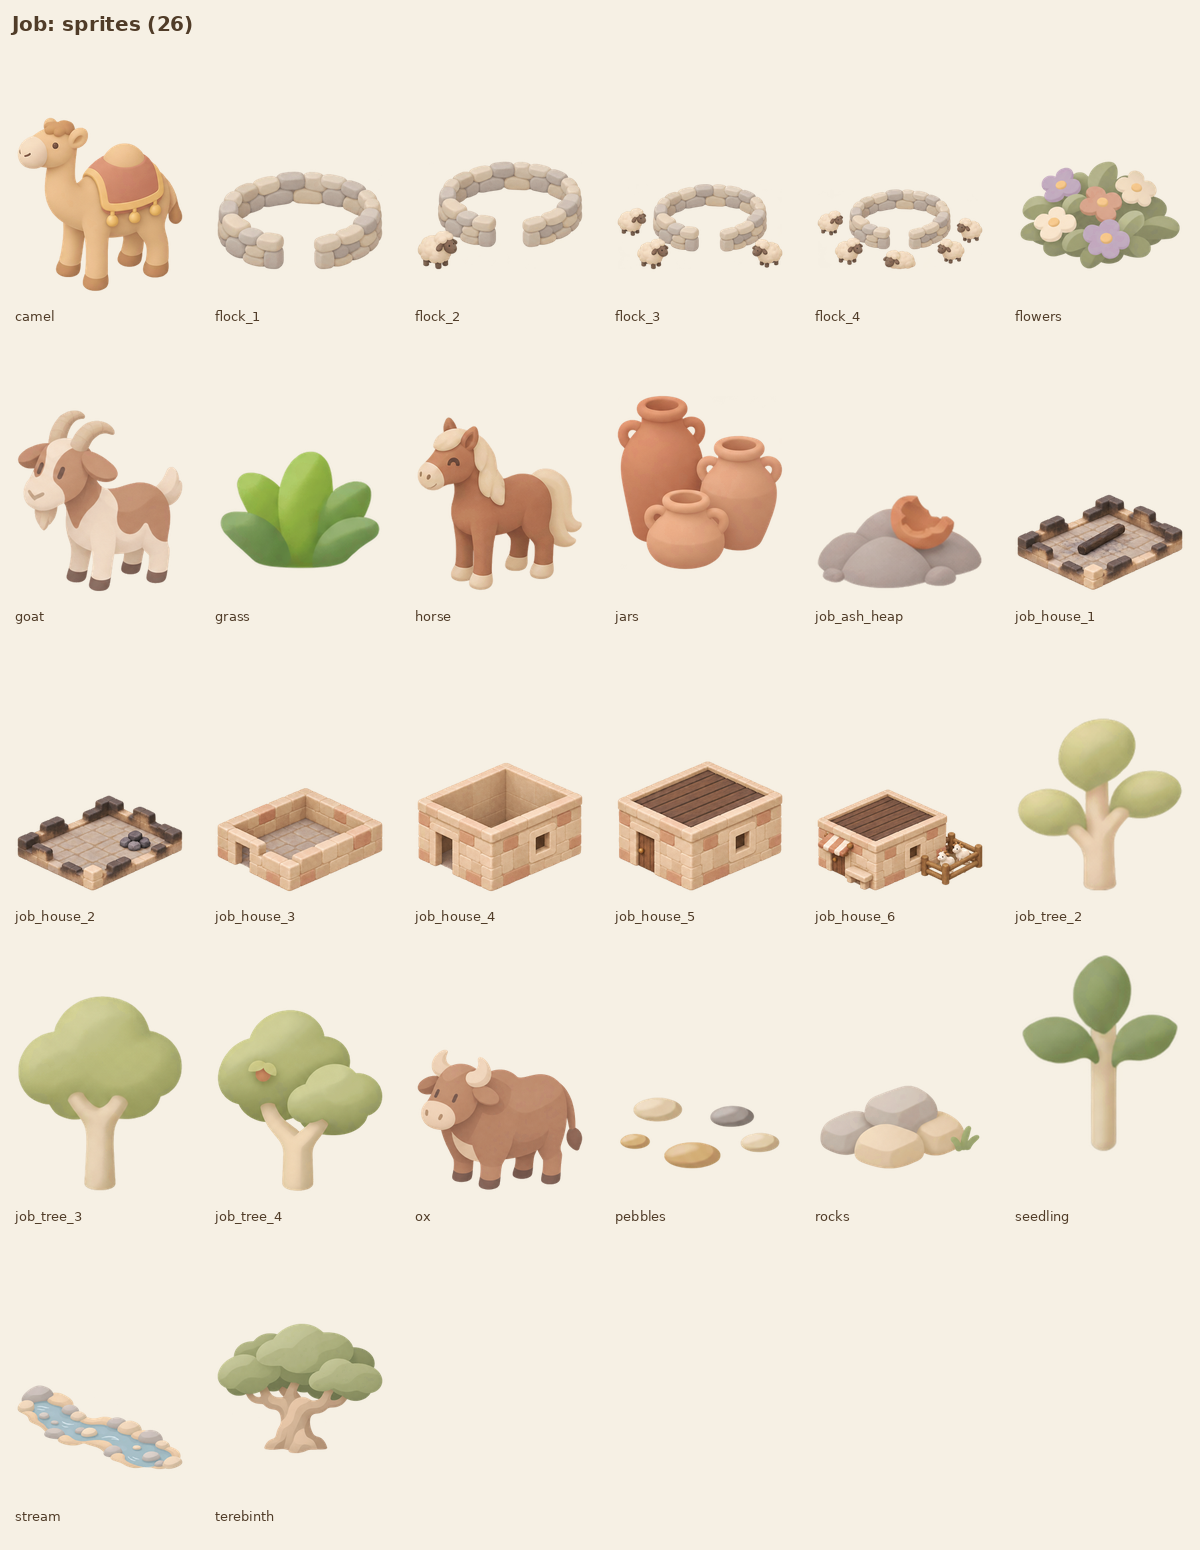 Job: sprites (26)
camel
flock_1
flock_2
flock_3
flock_4
flowers
goat
grass
horse
jars
job_ash_heap
job_house_1
job_house_2
job_house_3
job_house_4
job_house_5
job_house_6
job_tree_2
job_tree_3
job_tree_4
ox
pebbles
rocks
seedling
stream
terebinth